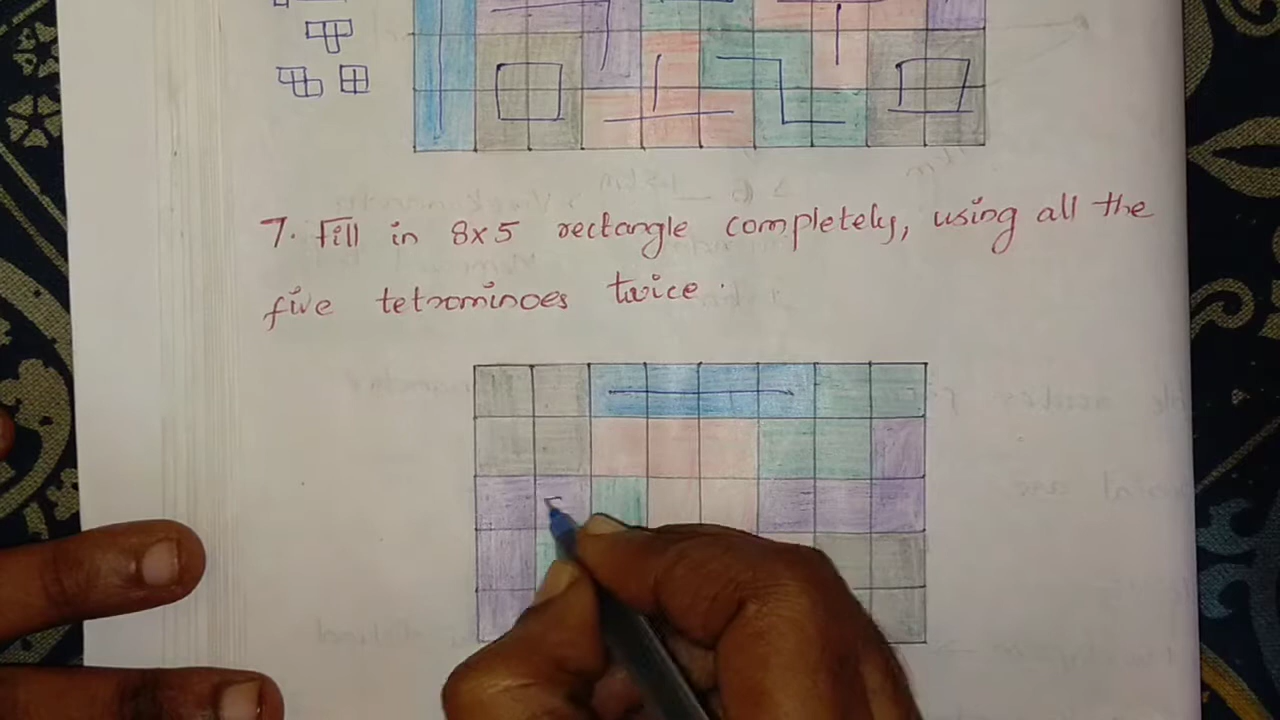 7. Fill in 8x5 rectangle completely, using all the
five tetrominoes twice.